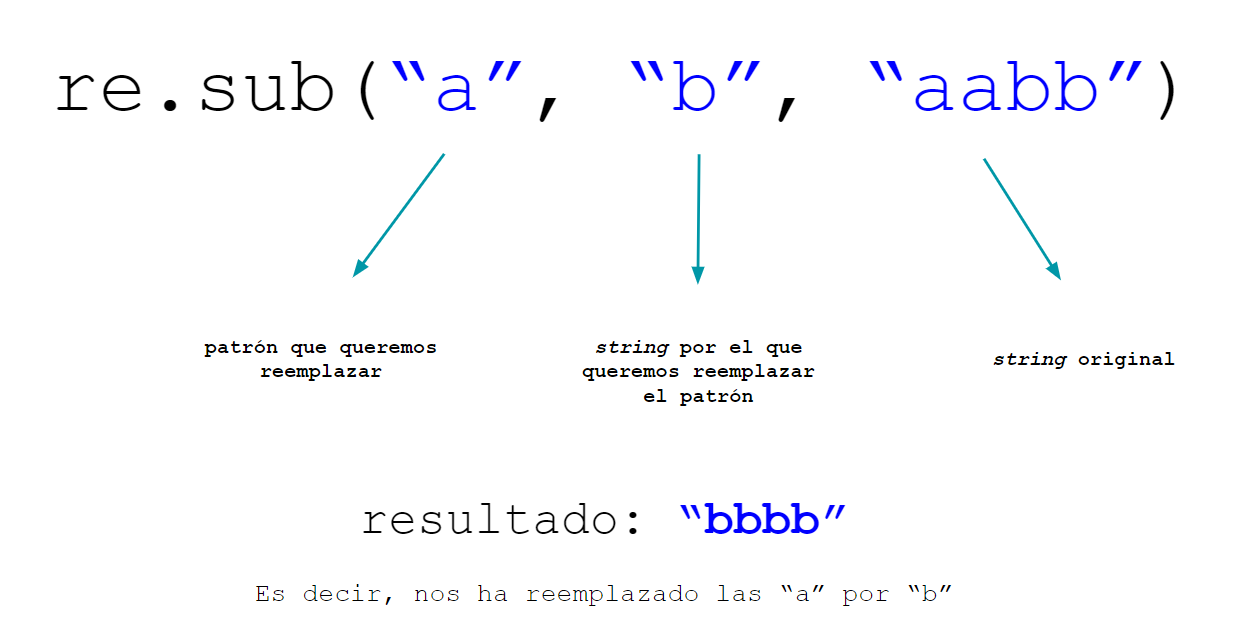 re.sub(“a”, “b”, “aabb”)
patrón que queremos
reemplazar
string por el que
queremos reemplazar
el patrón
string original
resultado: “bbbb”
Es decir, nos ha reemplazado las “a” por “b”